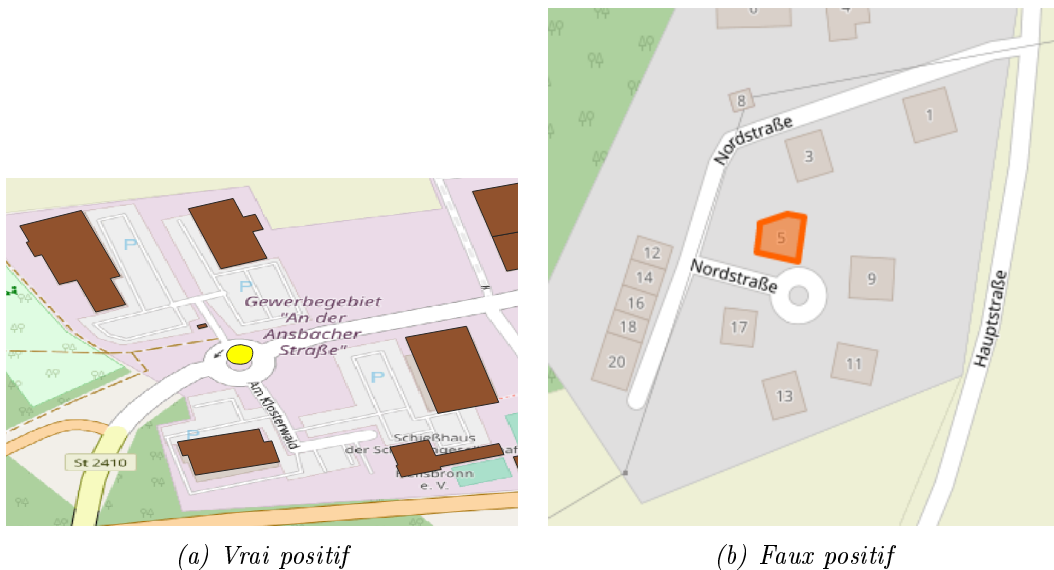 P
P
Gewerbegebiet
"An der
Ansbacher
Straße"
P
Am Klosterwald
P
St 2410
Schießhaus
e. V.
(a) Vrai positif
6
4
8
1
Nordstraße
3
5
12
14
Nordstraße
9
16
18
17
20
11
13
Hauptstraße
(b) Faux positif